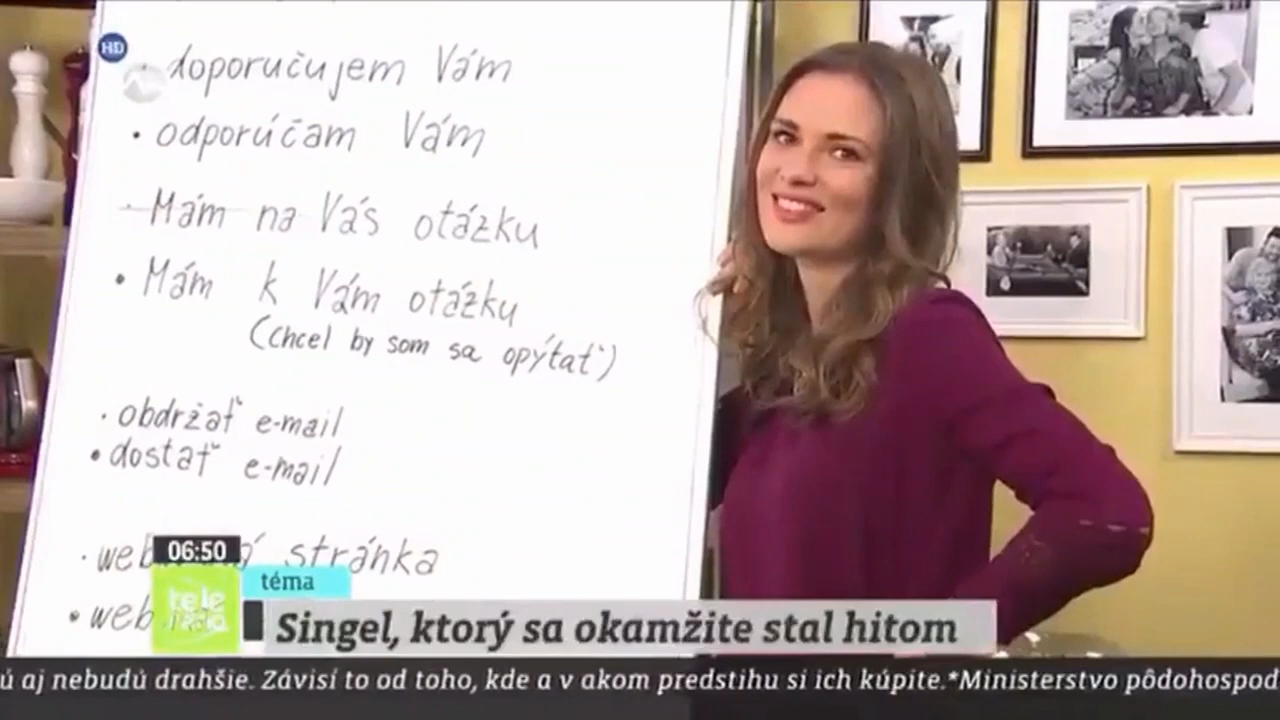 HD
· doporučujem Vám
• odporúčam Vám
- Mám na Vás otázku
• Mám k Vám otázku
(Chcel by som sa opýtať)
· obdržať e-mail
• dostať e-mail
· stránka
06:50
téma
tele
Singel, ktorý sa okamžite stal hitom
ú aj nebudú drahšie. Závisí to od toho, kde a v akom predstihu si ich kúpite.*Ministerstvo pôdohospod